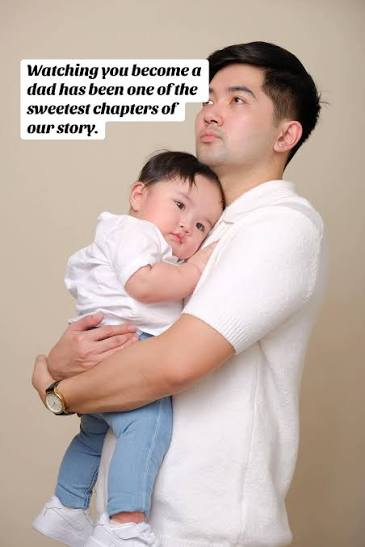 Watching you become a
dad has been one of the
sweetest chapters of
our story.